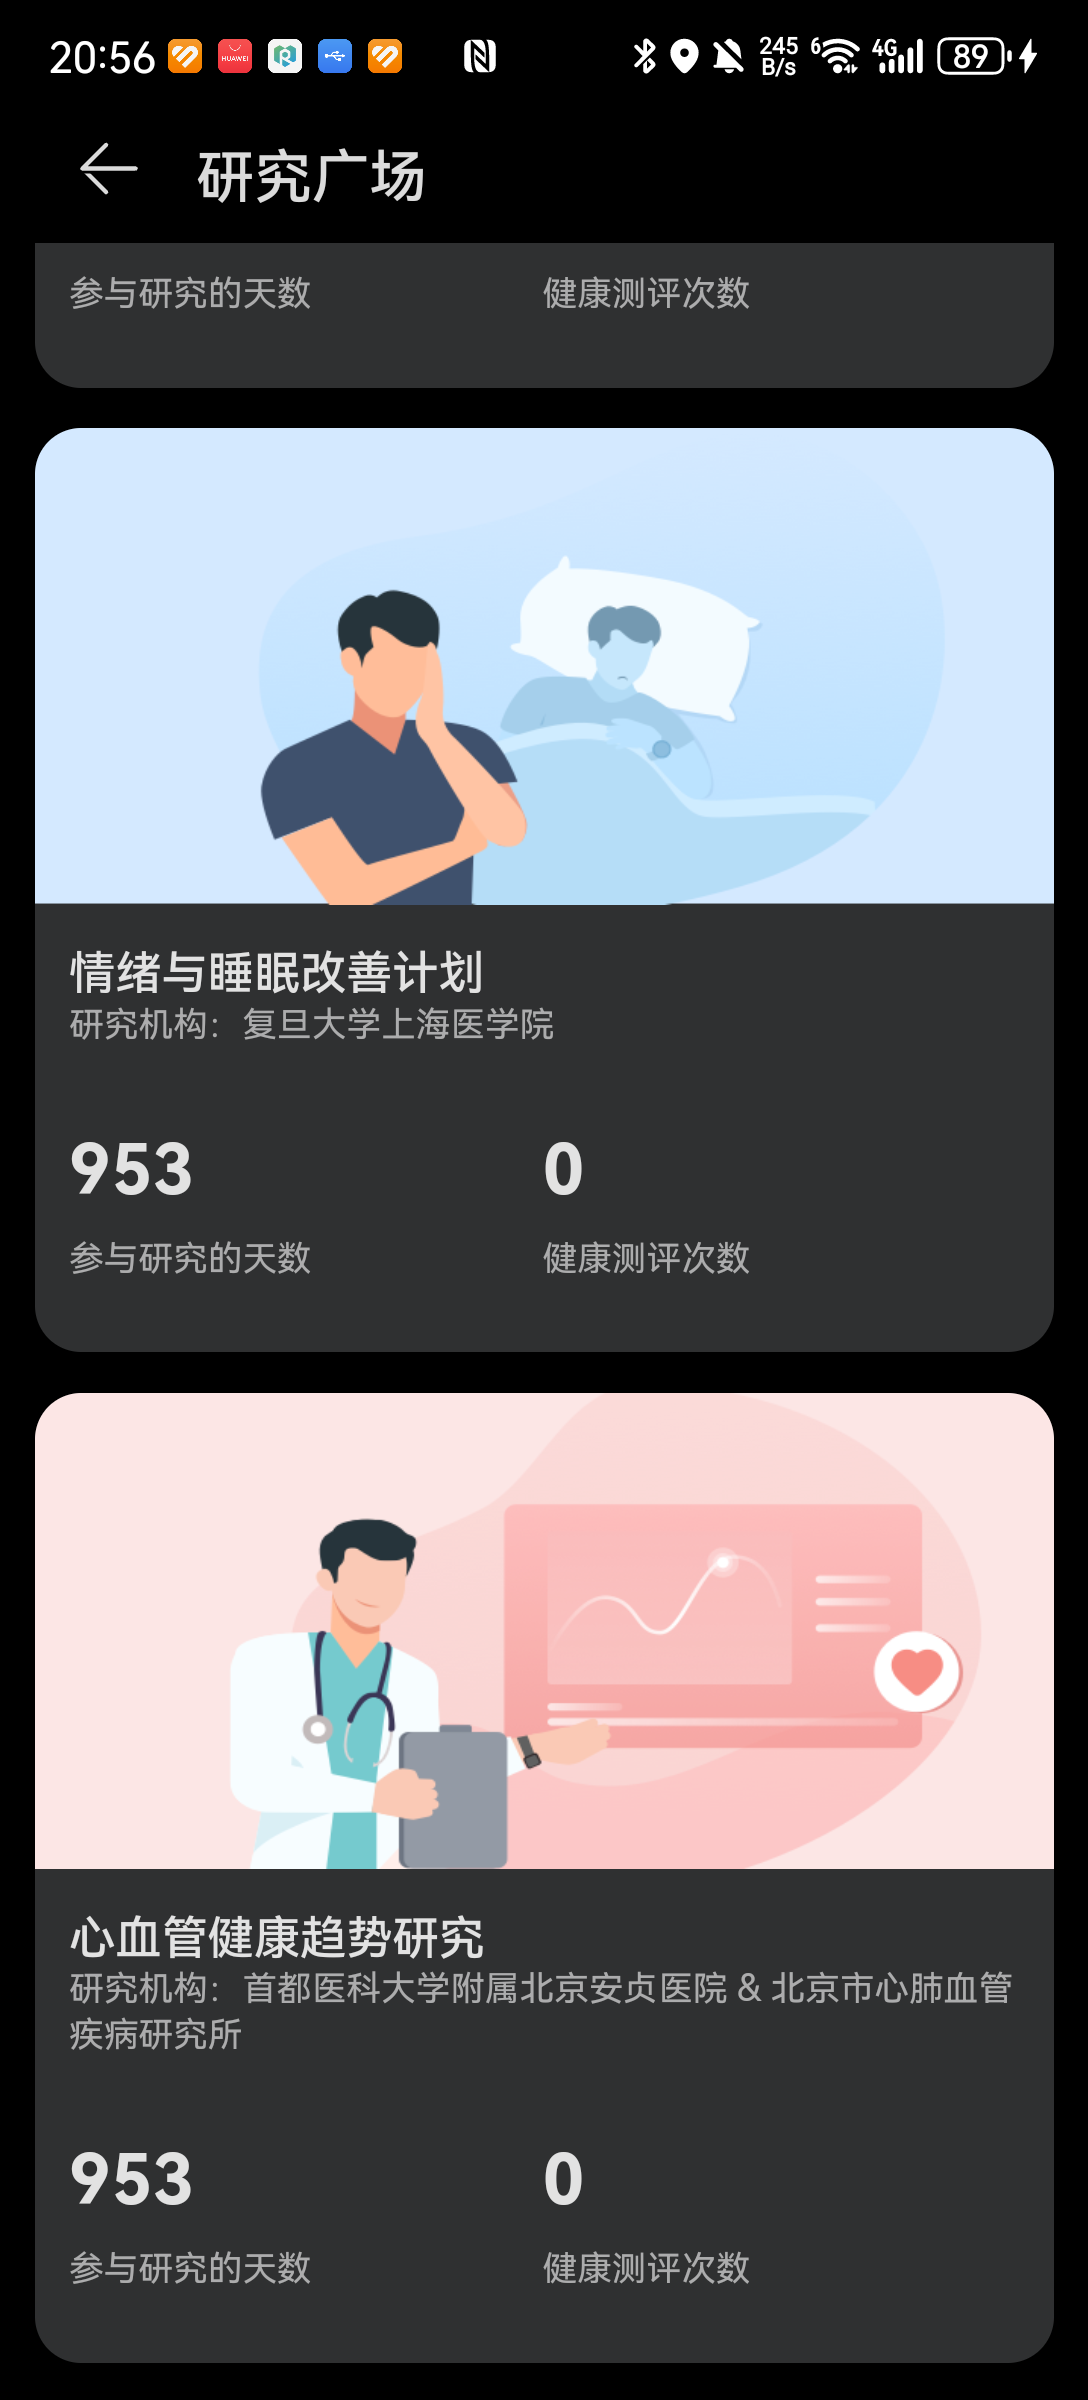 20:56
HUAWEI
245
B/s
6
4G
89
研究广场
参与研究的天数 健康测评次数
情绪与睡眠改善计划
研究机构：复旦大学上海医学院
953 0
参与研究的天数 健康测评次数
心血管健康趋势研究
研究机构：首都医科大学附属北京安贞医院 & 北京市心肺血管
疾病研究所
953 0
参与研究的天数 健康测评次数